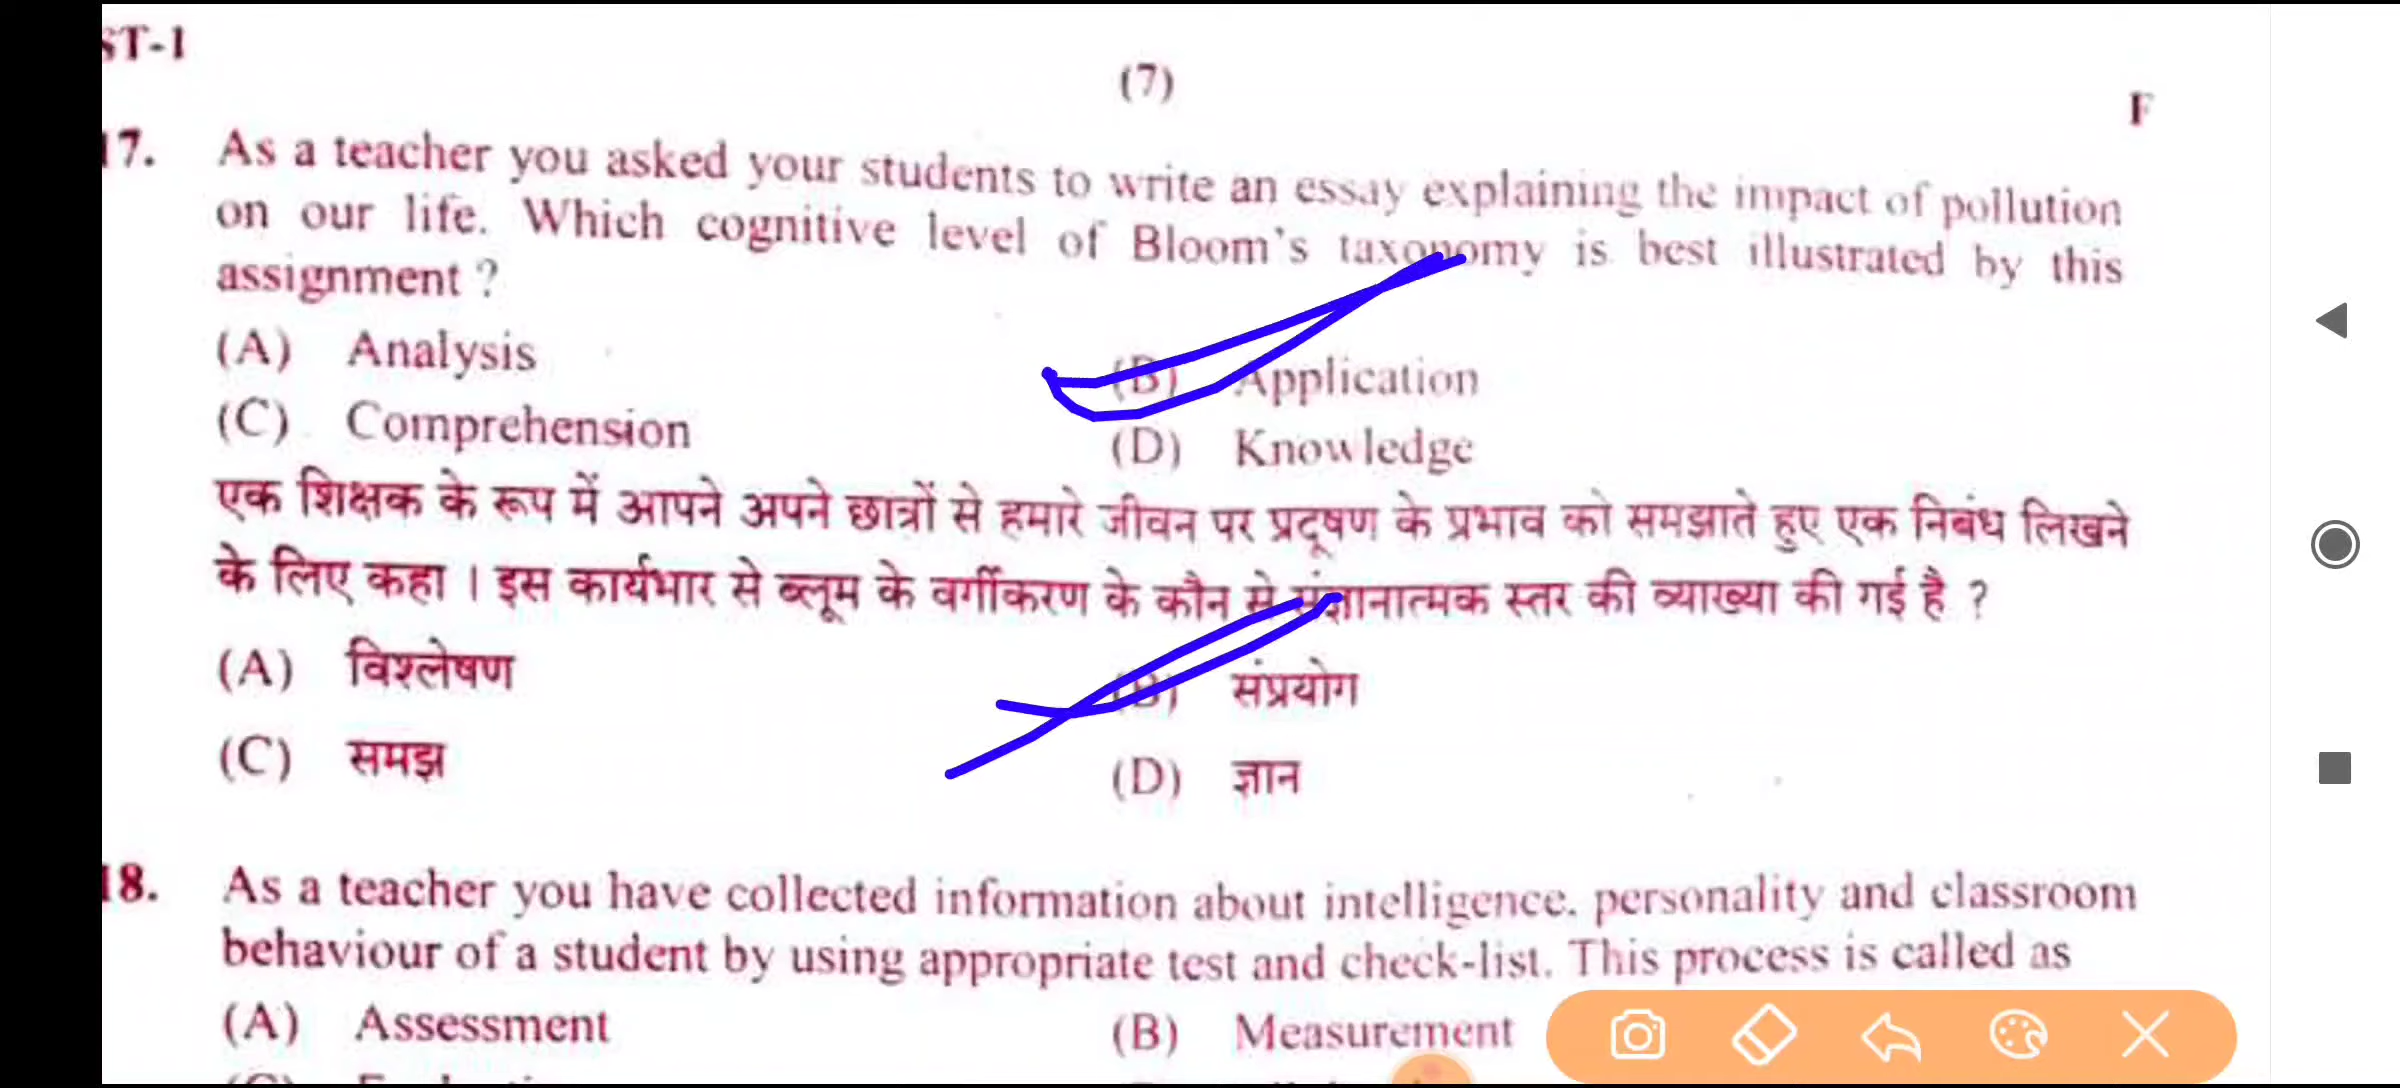 ST-1
(7)
F
17. As a teacher you asked your students to write an essay explaining the impact of pollution
on our life. Which cognitive level of Bloom's taxonomy is best illustrated by this
assignment ?
(A) Analysis (B) Application
(C) Comprehension (D) Knowledge
एक शिक्षक के रूप में आपने अपने छात्रों से हमारे जीवन पर प्रदूषण के प्रभाव को समझाते हुए एक निबंध लिखने
के लिए कहा । इस कार्यभार से ब्लूम के वर्गीकरण के कौन से संज्ञानात्मक स्तर की व्याख्या की गई है ?
(A) विश्लेषण (B) संप्रयोग
(C) समझ (D) ज्ञान
18. As a teacher you have collected information about intelligence, personality and classroom
behaviour of a student by using appropriate test and check-list. This process is called as
(A) Assessment (B) Measurement